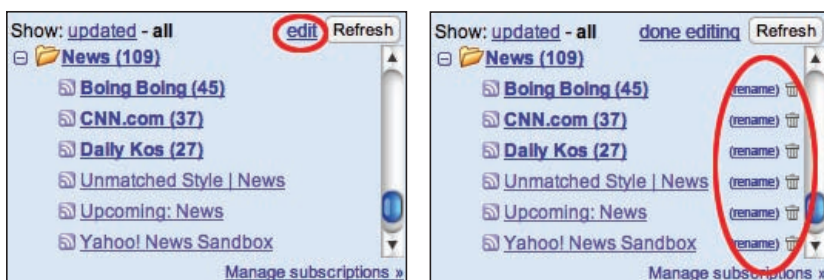 Show: updated - all edit Refresh
News (109)
Boing Boing (45)
CNN.com (37)
Daily Kos (27)
Unmatched Style | News
Upcoming: News
Yahoo! News Sandbox
Manage subscriptions »
Show: updated - all done editing Refresh
News (109)
Boing Boing (45) (rename)
CNN.com (37) (rename)
Daily Kos (27) (rename)
Unmatched Style | News (rename)
Upcoming: News (rename)
Yahoo! News Sandbox (rename)
Manage subscriptions »